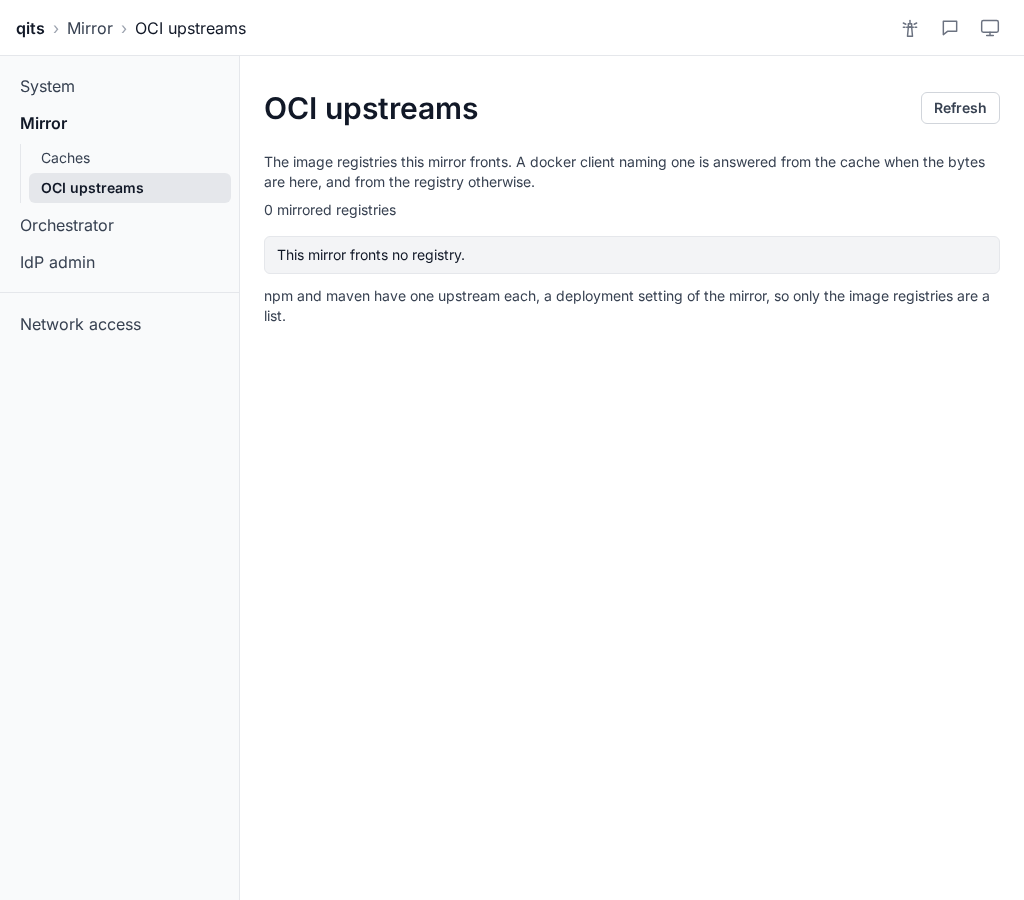 qits › Mirror › OCI upstreams
System
Mirror
Caches
OCI upstreams
Orchestrator
IdP admin
Network access
OCI upstreams
Refresh
The image registries this mirror fronts. A docker client naming one is answered from the cache when the bytes
are here, and from the registry otherwise.
0 mirrored registries
This mirror fronts no registry.
npm and maven have one upstream each, a deployment setting of the mirror, so only the image registries are a
list.